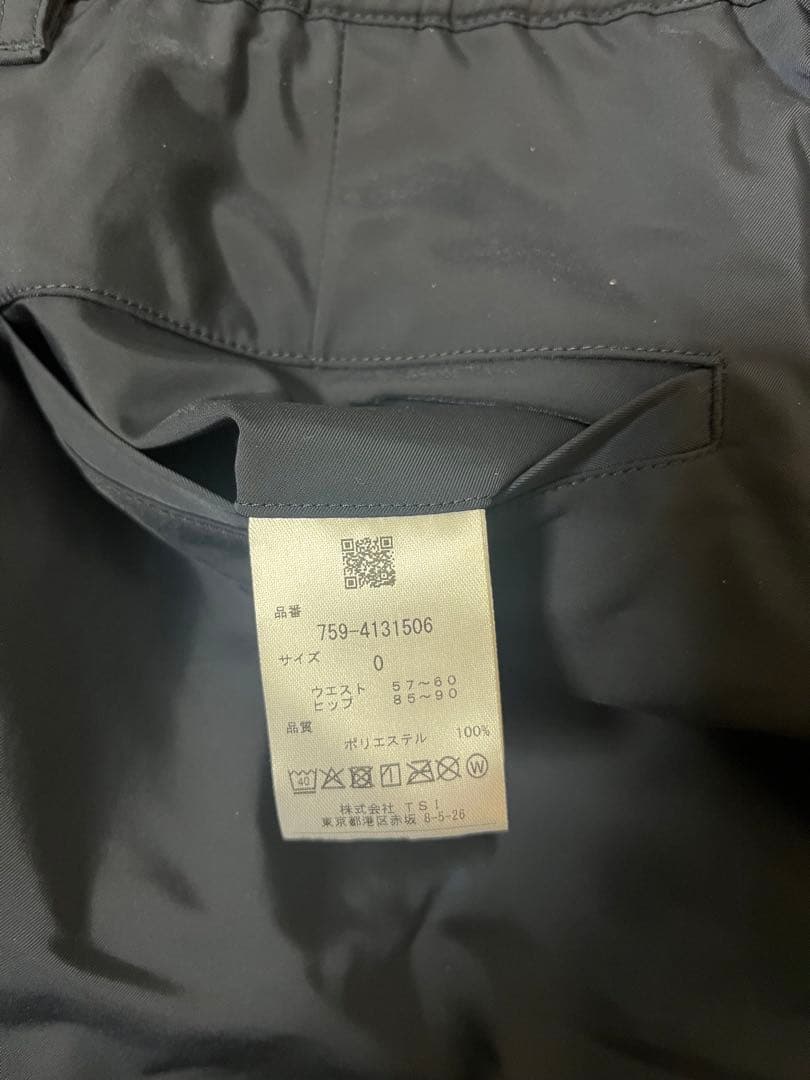 品番
759-4131506
サイズ
0
ウエスト 57~60
ヒップ 85~90
品質
ポリエステル 100%
40 W
株式会社 TSI
東京都港区赤坂 8-5-26